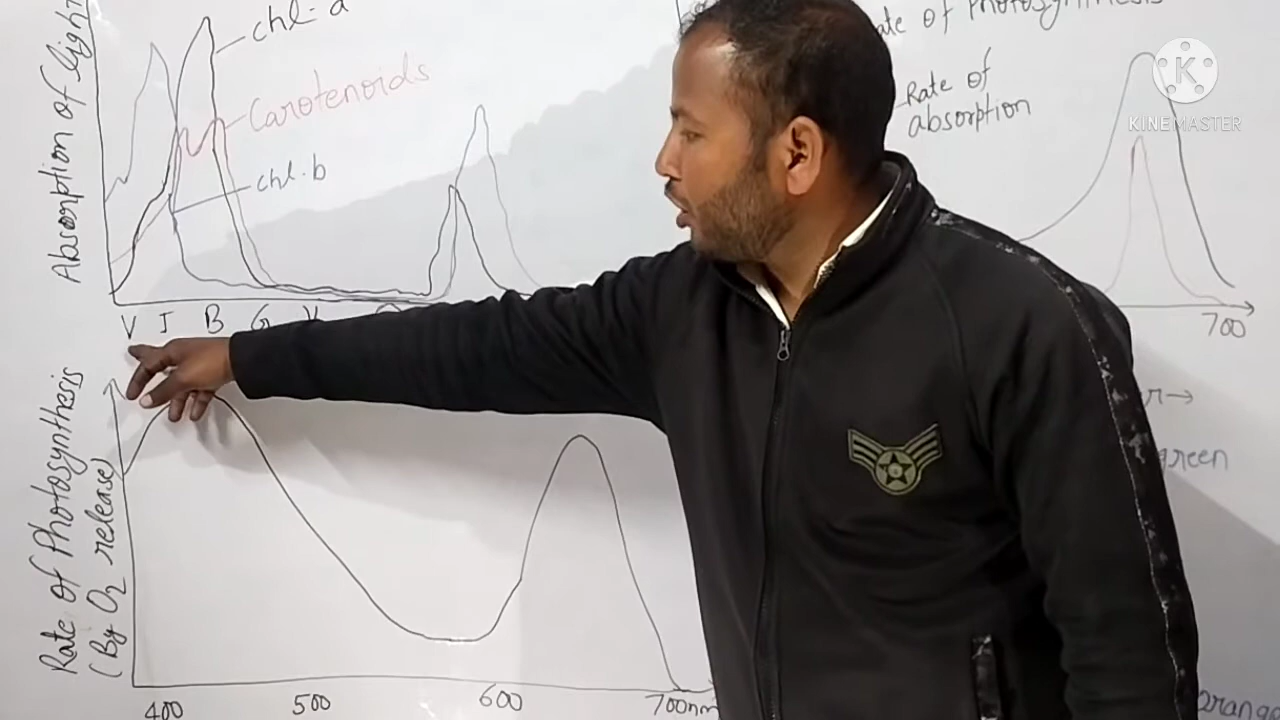 Absorption of light
chl-a
Carotenoids
chl.b
V I B G
Rate of Photosynthesis
(By O2 release)
400 500 600 700nm
Rate of Photosynthesis
Rate of
absorption
700
green
orange
KINEMASTER